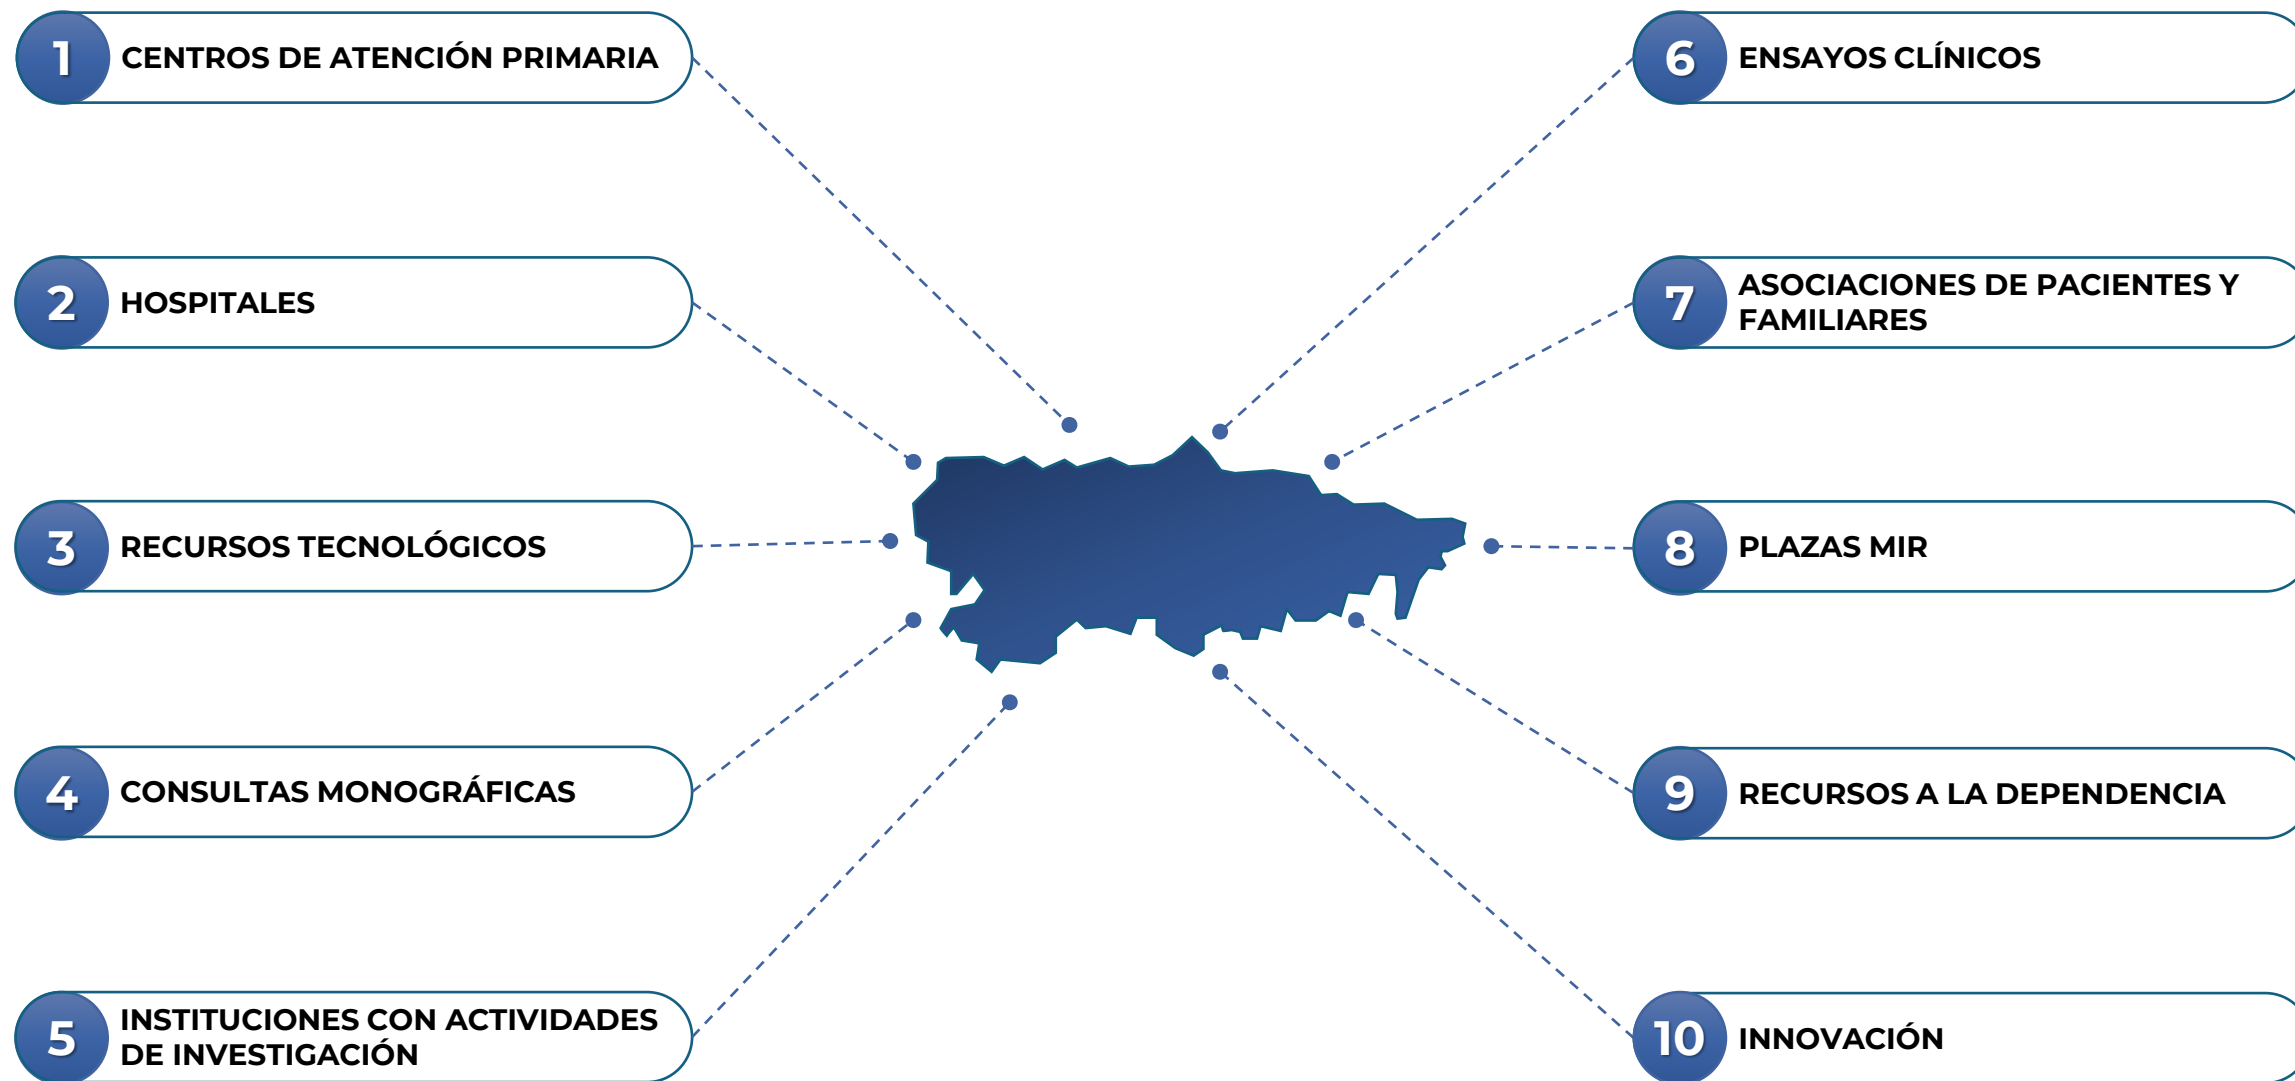 1
CENTROS DE ATENCIÓN PRIMARIA
2
HOSPITALES
3
RECURSOS TECNOLÓGICOS
4
CONSULTAS MONOGRÁFICAS
5
INSTITUCIONES CON ACTIVIDADES
DE INVESTIGACIÓN
6
ENSAYOS CLÍNICOS
7
ASOCIACIONES DE PACIENTES Y
FAMILIARES
8
PLAZAS MIR
9
RECURSOS A LA DEPENDENCIA
10
INNOVACIÓN